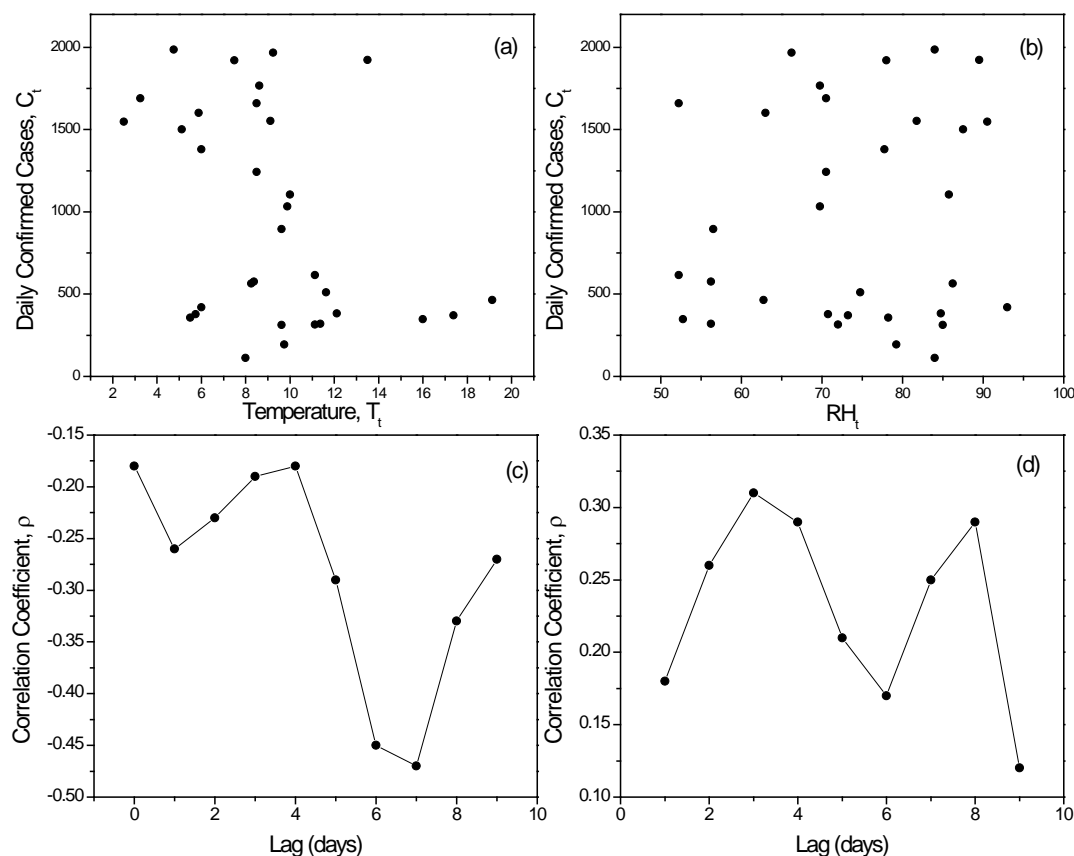 (a)
Daily Confirmed Cases, Cₜ
2000
1500
1000
500
0
2 4 6 8 10 12 14 16 18 20
Temperature, Tₜ
(b)
Daily Confirmed Cases, Cₜ
2000
1500
1000
500
0
50 60 70 80 90 100
RHₜ
(c)
Correlation Coefficient, ρ
-0.15
-0.20
-0.25
-0.30
-0.35
-0.40
-0.45
-0.50
0 2 4 6 8 10
Lag (days)
(d)
Correlation Coefficient, ρ
0.35
0.30
0.25
0.20
0.15
0.10
0 2 4 6 8 10
Lag (days)